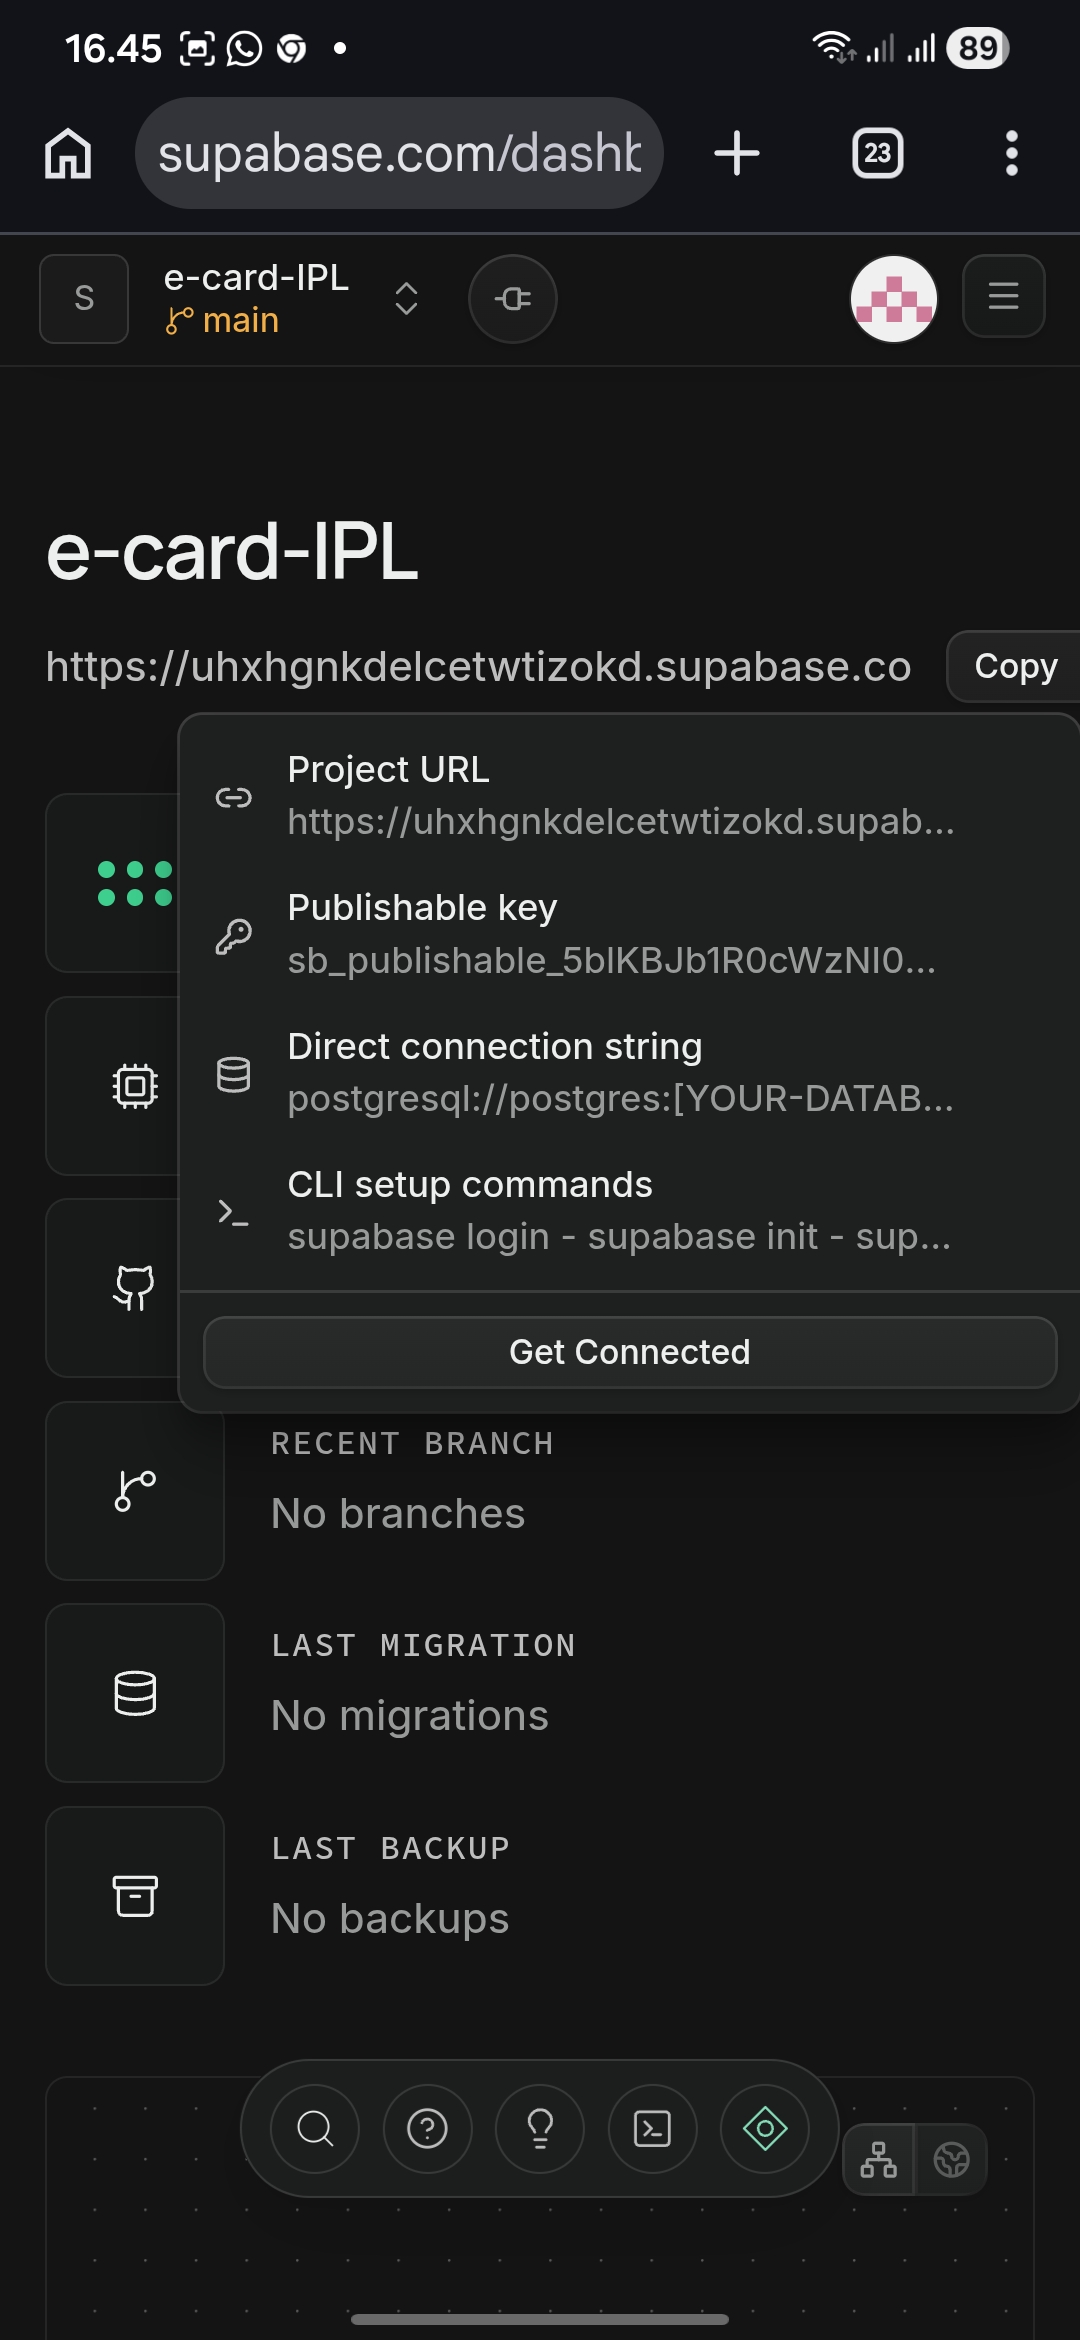 16.45
89
supabase.com/dashb
23
S
e-card-IPL
main
e-card-IPL
https://uhxhgnkdelcetwtizokd.supabase.co
Copy
Project URL
https://uhxhgnkdelcetwtizokd.supab...
Publishable key
sb_publishable_5bIKBJb1R0cWzNI0...
Direct connection string
postgresql://postgres:[YOUR-DATAB...
CLI setup commands
supabase login - supabase init - sup...
Get Connected
RECENT BRANCH
No branches
LAST MIGRATION
No migrations
LAST BACKUP
No backups